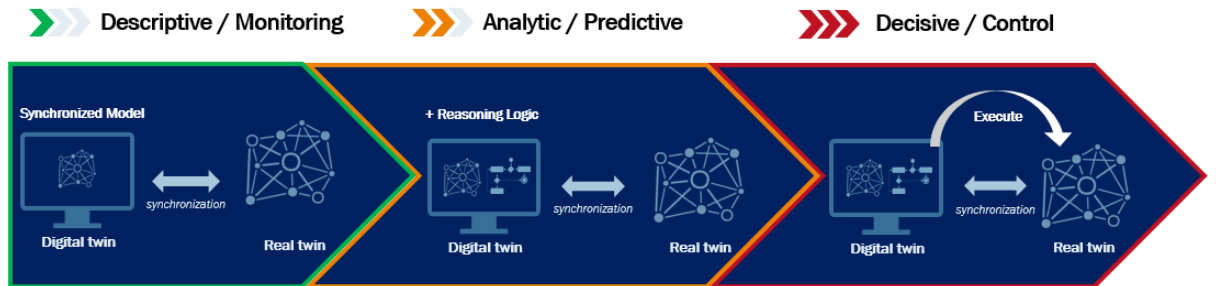 Descriptive / Monitoring
Analytic / Predictive
Decisive / Control
Synchronized Model
synchronization
Digital twin
Real twin
+ Reasoning Logic
synchronization
Digital twin
Real twin
Execute
synchronization
Digital twin
Real twin